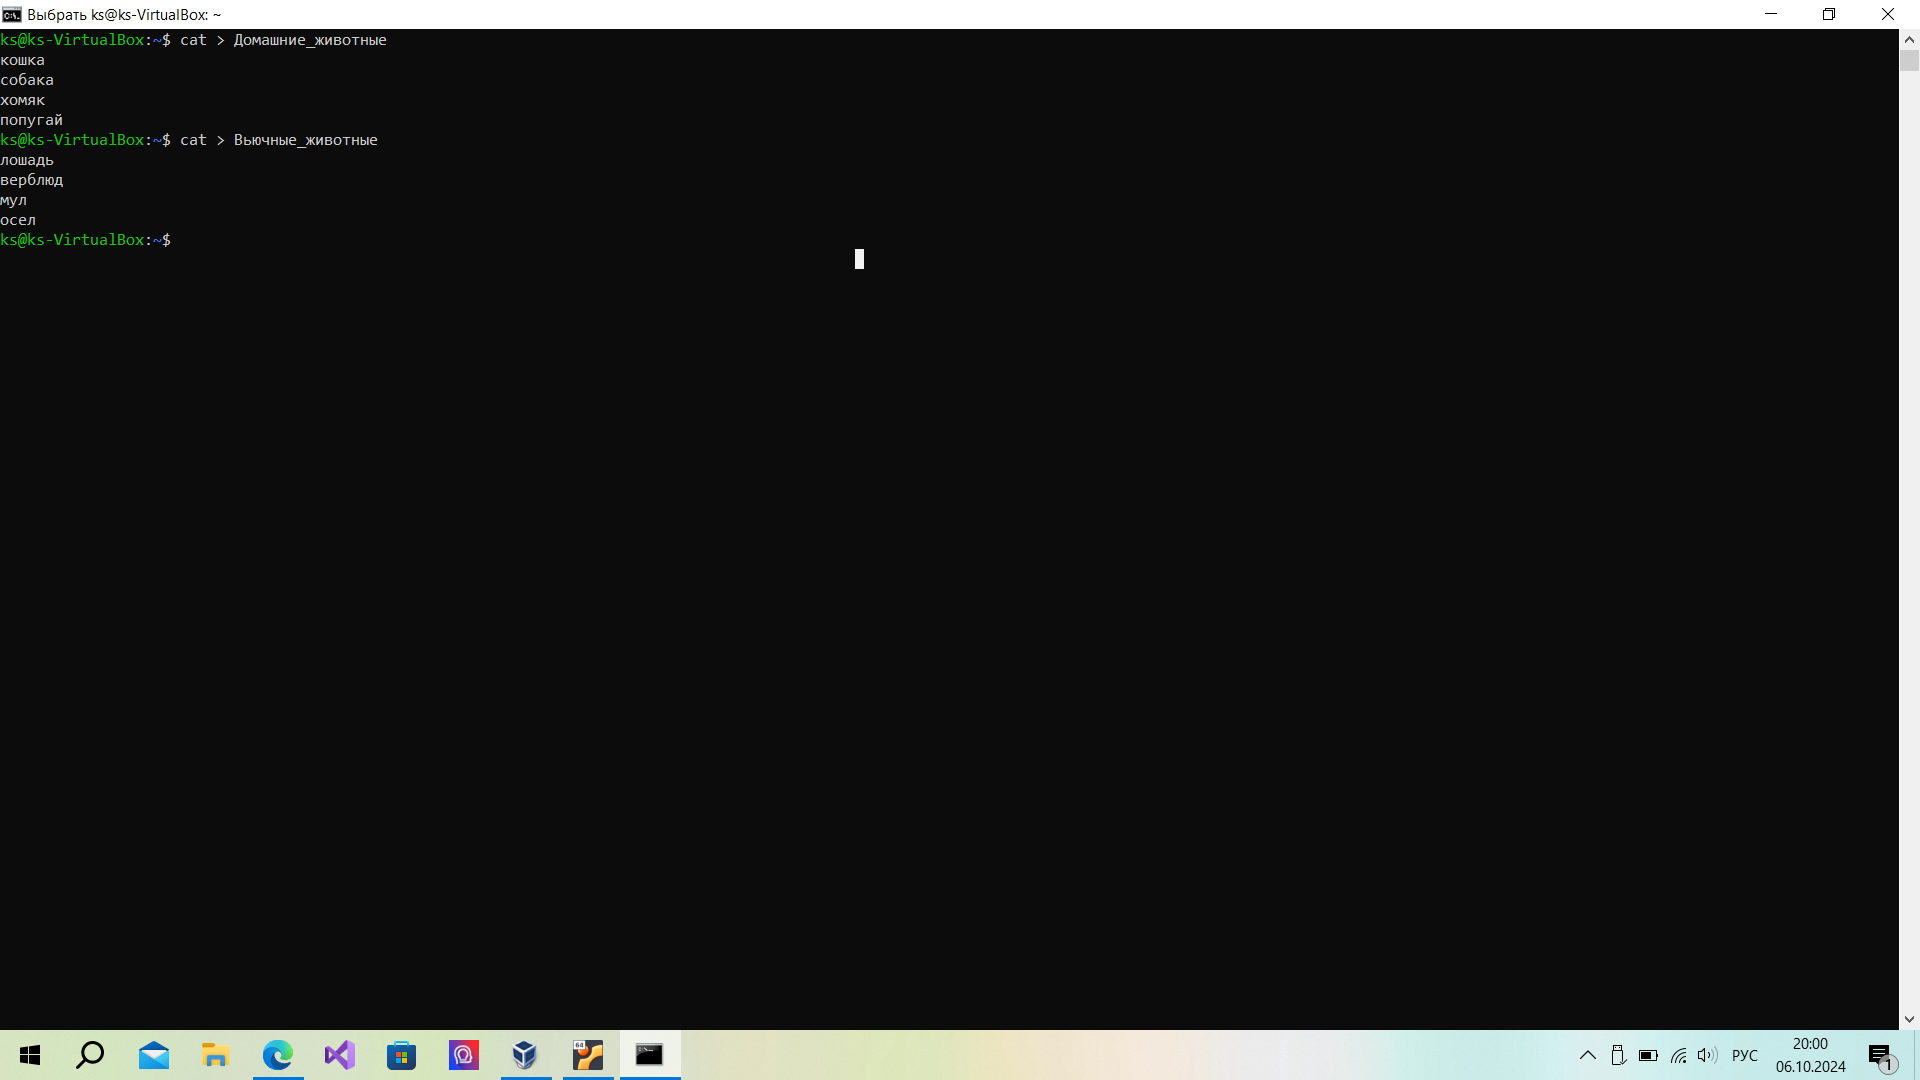 Выбрать ks@ks-VirtualBox: ~
ks@ks-VirtualBox:~$ cat > Домашние_животные
кошка
собака
хомяк
попугай
ks@ks-VirtualBox:~$ cat > Вьючные_животные
лошадь
верблюд
мул
осел
ks@ks-VirtualBox:~$
64
РУС
20:00
06.10.2024
1